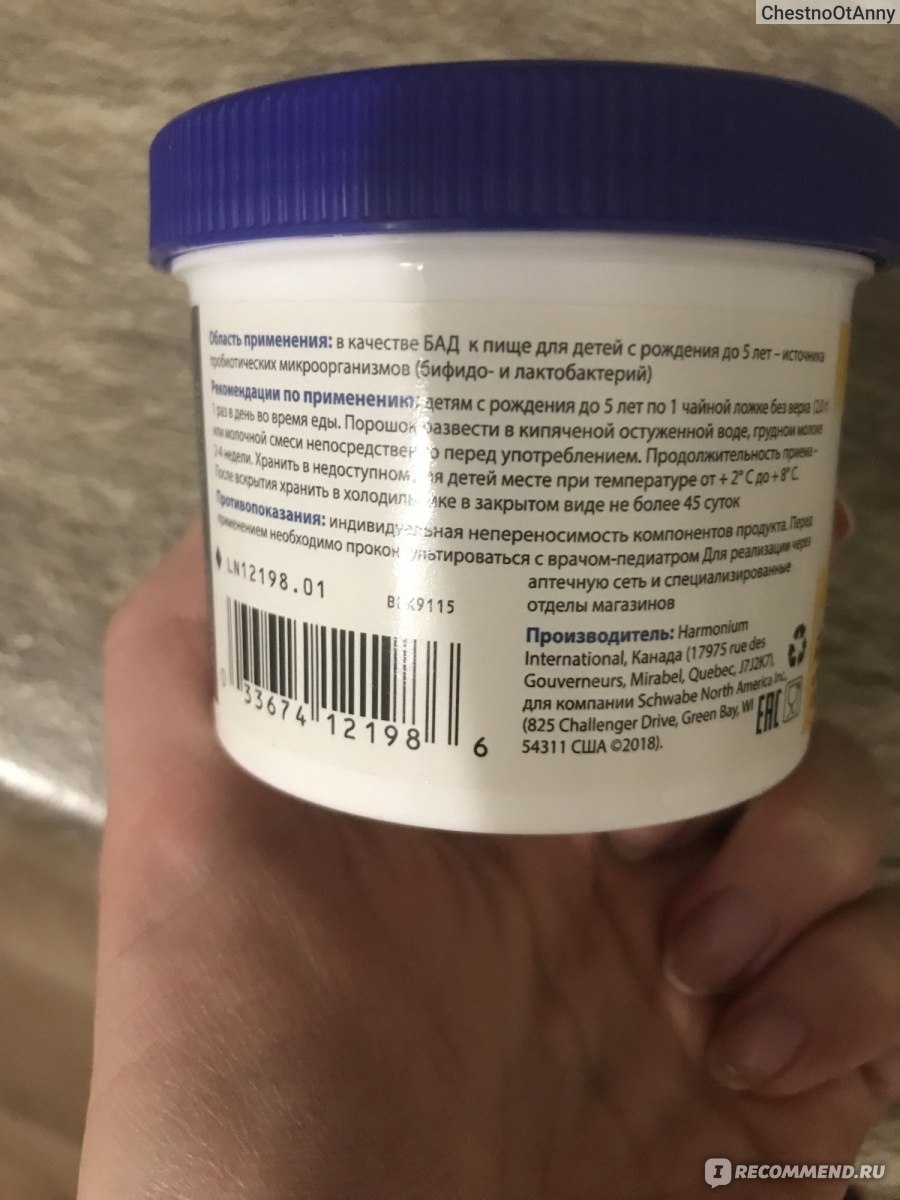 ChestnoOtAnny
Область применения: в качестве БАД к пище для детей с рождения до 5 лет – источника
пробиотических микроорганизмов (бифидо- и лактобактерий)
Рекомендации по применению: детям с рождения до 5 лет по 1 чайной ложке без верха (2,0 г)
1 раз в день во время еды. Порошок развести в кипяченой остуженной воде, грудном молоке
или молочной смеси непосредственно перед употреблением. Продолжительность приема –
2-4 недели. Хранить в недоступном для детей месте при температуре от + 2° С до + 8° С.
После вскрытия хранить в холодильнике в закрытом виде не более 45 суток
Противопоказания: индивидуальная непереносимость компонентов продукта. Перед
применением необходимо проконсультироваться с врачом-педиатром Для реализации через
аптечную сеть и специализированные
отделы магазинов
LN12198.01
9115
Производитель: Harmonium
International, Канада (17975 rue des
Gouverneurs, Mirabel, Quebec, J7J2K7),
для компании Schwabe North America Inc.
(825 Challenger Drive, Green Bay, WI
54311 США ©2018).
EAC
0 33674 12198 6
IRECOMMEND.RU